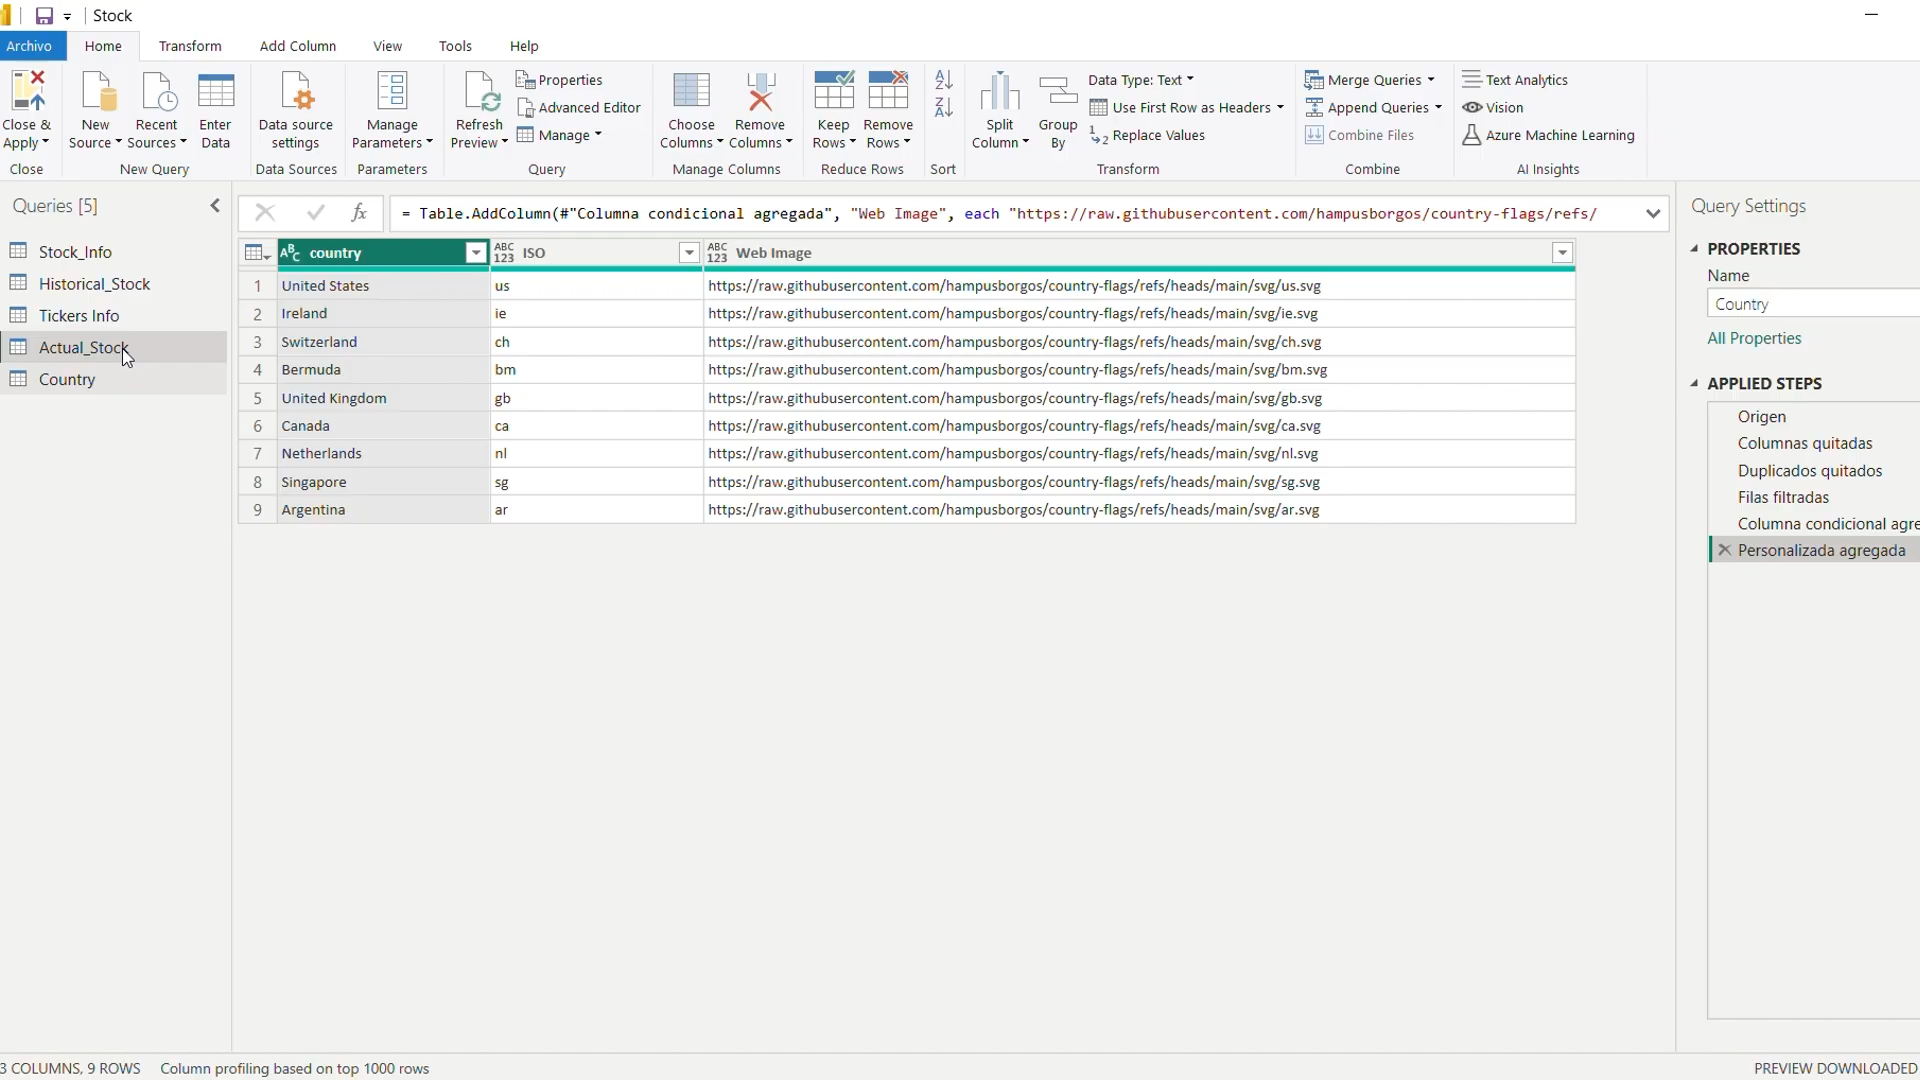 Stock
Archivo Home Transform Add Column View Tools Help
Close & Apply
Close
New Source
Recent Sources
Enter Data
New Query
Data source settings
Data Sources
Manage Parameters
Parameters
Refresh Preview
Properties
Advanced Editor
Manage
Query
Choose Columns
Remove Columns
Manage Columns
Keep Rows
Remove Rows
Reduce Rows
Sort
Split Column
Group By
Data Type: Text
Use First Row as Headers
Replace Values
Transform
Merge Queries
Append Queries
Combine Files
Combine
Text Analytics
Vision
Azure Machine Learning
AI Insights
Queries [5]
Stock_Info
Historical_Stock
Tickers Info
Actual_Stock
Country
fx = Table.AddColumn(#"Columna condicional agregada", "Web Image", each "https://raw.githubusercontent.com/hampusborgos/country-flags/refs/
ABC country ABC 123 ISO ABC 123 Web Image
1 United States us https://raw.githubusercontent.com/hampusborgos/country-flags/refs/heads/main/svg/us.svg
2 Ireland ie https://raw.githubusercontent.com/hampusborgos/country-flags/refs/heads/main/svg/ie.svg
3 Switzerland ch https://raw.githubusercontent.com/hampusborgos/country-flags/refs/heads/main/svg/ch.svg
4 Bermuda bm https://raw.githubusercontent.com/hampusborgos/country-flags/refs/heads/main/svg/bm.svg
5 United Kingdom gb https://raw.githubusercontent.com/hampusborgos/country-flags/refs/heads/main/svg/gb.svg
6 Canada ca https://raw.githubusercontent.com/hampusborgos/country-flags/refs/heads/main/svg/ca.svg
7 Netherlands nl https://raw.githubusercontent.com/hampusborgos/country-flags/refs/heads/main/svg/nl.svg
8 Singapore sg https://raw.githubusercontent.com/hampusborgos/country-flags/refs/heads/main/svg/sg.svg
9 Argentina ar https://raw.githubusercontent.com/hampusborgos/country-flags/refs/heads/main/svg/ar.svg
Query Settings
PROPERTIES
Name
Country
All Properties
APPLIED STEPS
Origen
Columnas quitadas
Duplicados quitados
Filas filtradas
Columna condicional agre
Personalizada agregada
3 COLUMNS, 9 ROWS Column profiling based on top 1000 rows
PREVIEW DOWNLOADED